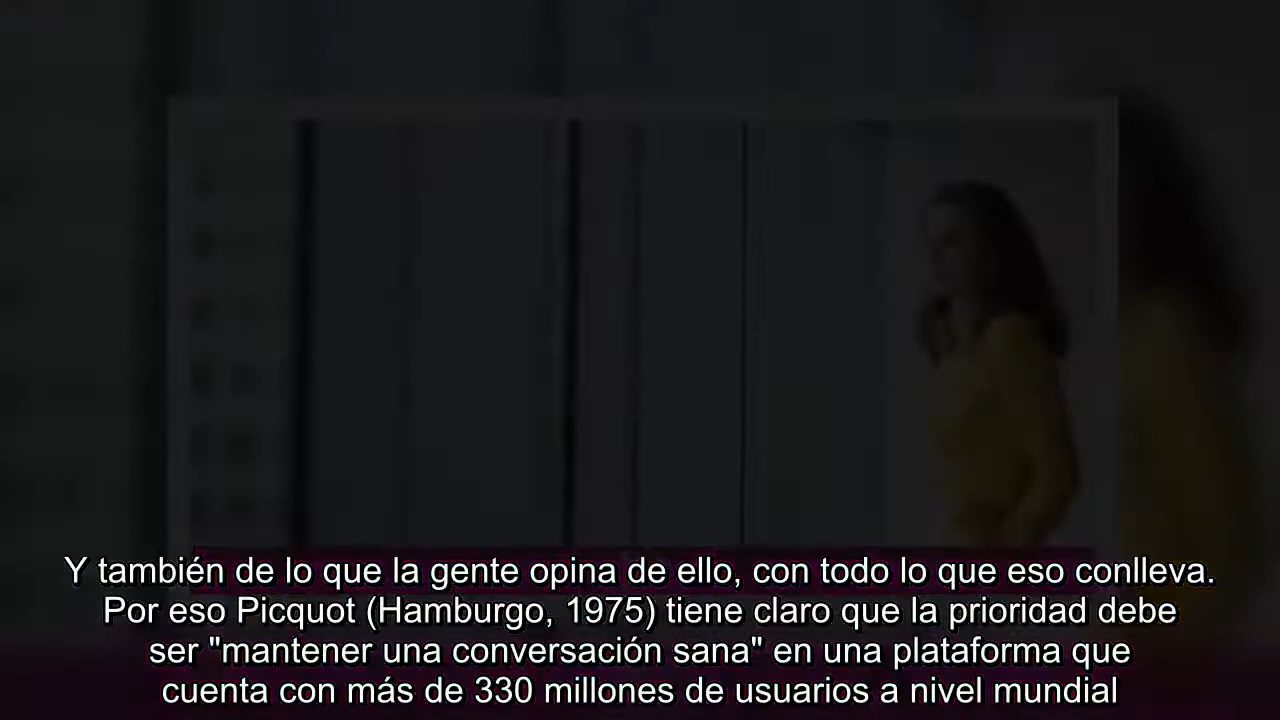 Y también de lo que la gente opina de ello, con todo lo que eso conlleva.
Por eso Picquot (Hamburgo, 1975) tiene claro que la prioridad debe
ser "mantener una conversación sana" en una plataforma que
cuenta con más de 330 millones de usuarios a nivel mundial